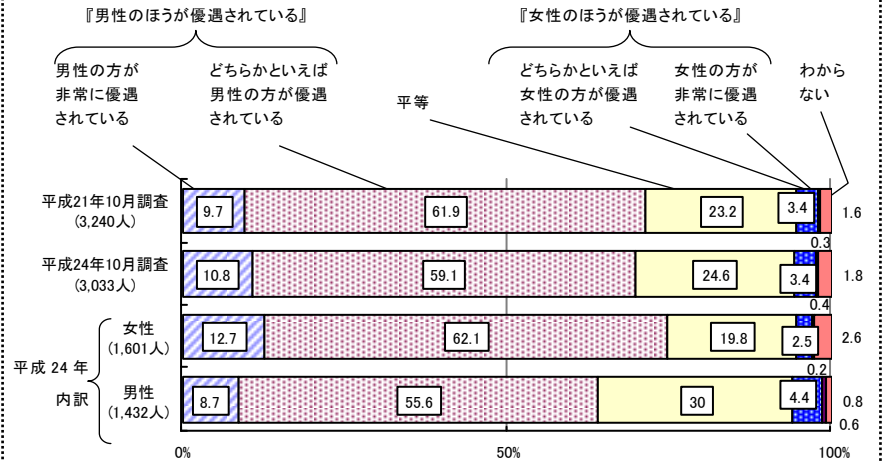 『男性のほうが優遇されている』
『女性のほうが優遇されている』
男性の方が
非常に優遇
されている
どちらかといえば
男性の方が優遇
されている
平等
どちらかといえば
女性の方が優遇
されている
女性の方が
非常に優遇
されている
わから
ない
平成21年10月調査
(3,240人)
9.7
61.9
23.2
3.4
1.6
0.3
平成24年10月調査
(3,033人)
10.8
59.1
24.6
3.4
1.8
0.4
平成 24 年
内訳
女性
(1,601人)
12.7
62.1
19.8
2.5
2.6
0.2
男性
(1,432人)
8.7
55.6
30
4.4
0.8
0.6
0%
50%
100%